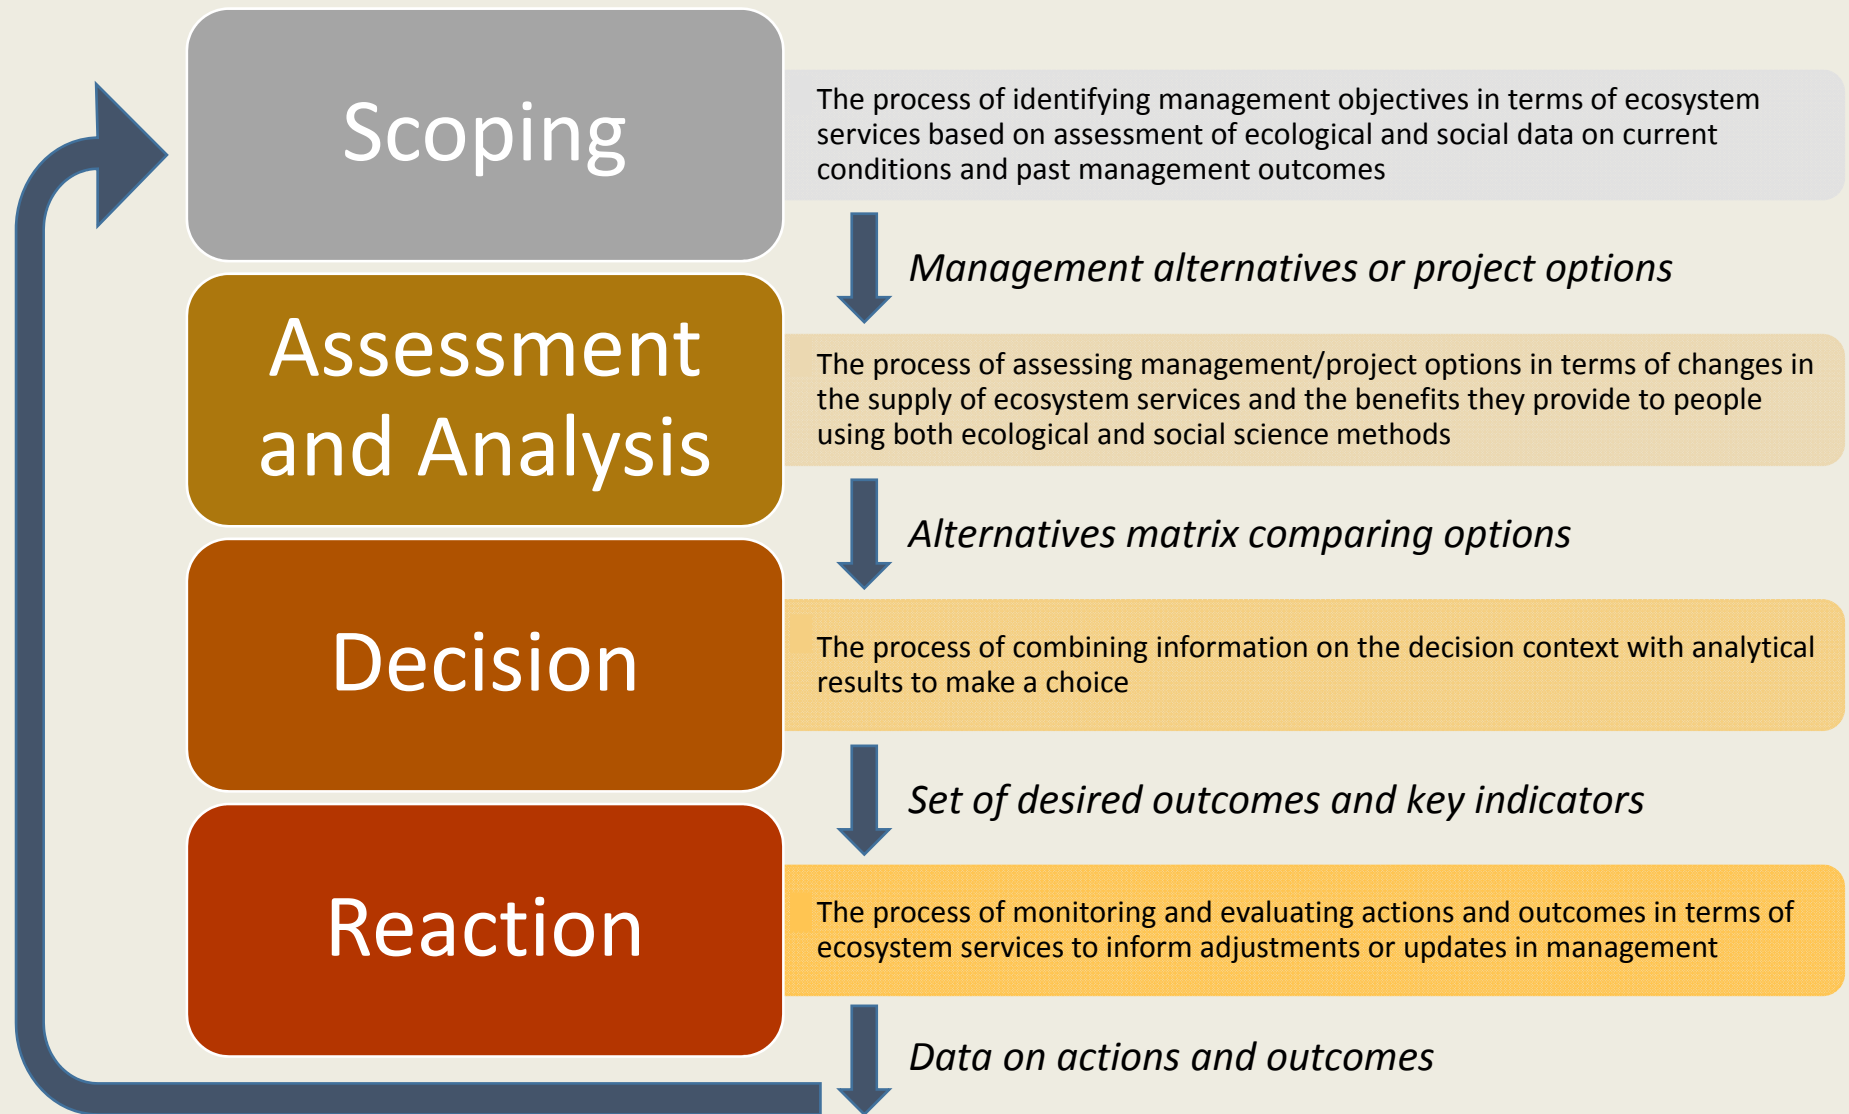 Scoping
The process of identifying management objectives in terms of ecosystem
services based on assessment of ecological and social data on current
conditions and past management outcomes
Management alternatives or project options
Assessment
and Analysis
The process of assessing management/project options in terms of changes in
the supply of ecosystem services and the benefits they provide to people
using both ecological and social science methods
Alternatives matrix comparing options
Decision
The process of combining information on the decision context with analytical
results to make a choice
Set of desired outcomes and key indicators
Reaction
The process of monitoring and evaluating actions and outcomes in terms of
ecosystem services to inform adjustments or updates in management
Data on actions and outcomes